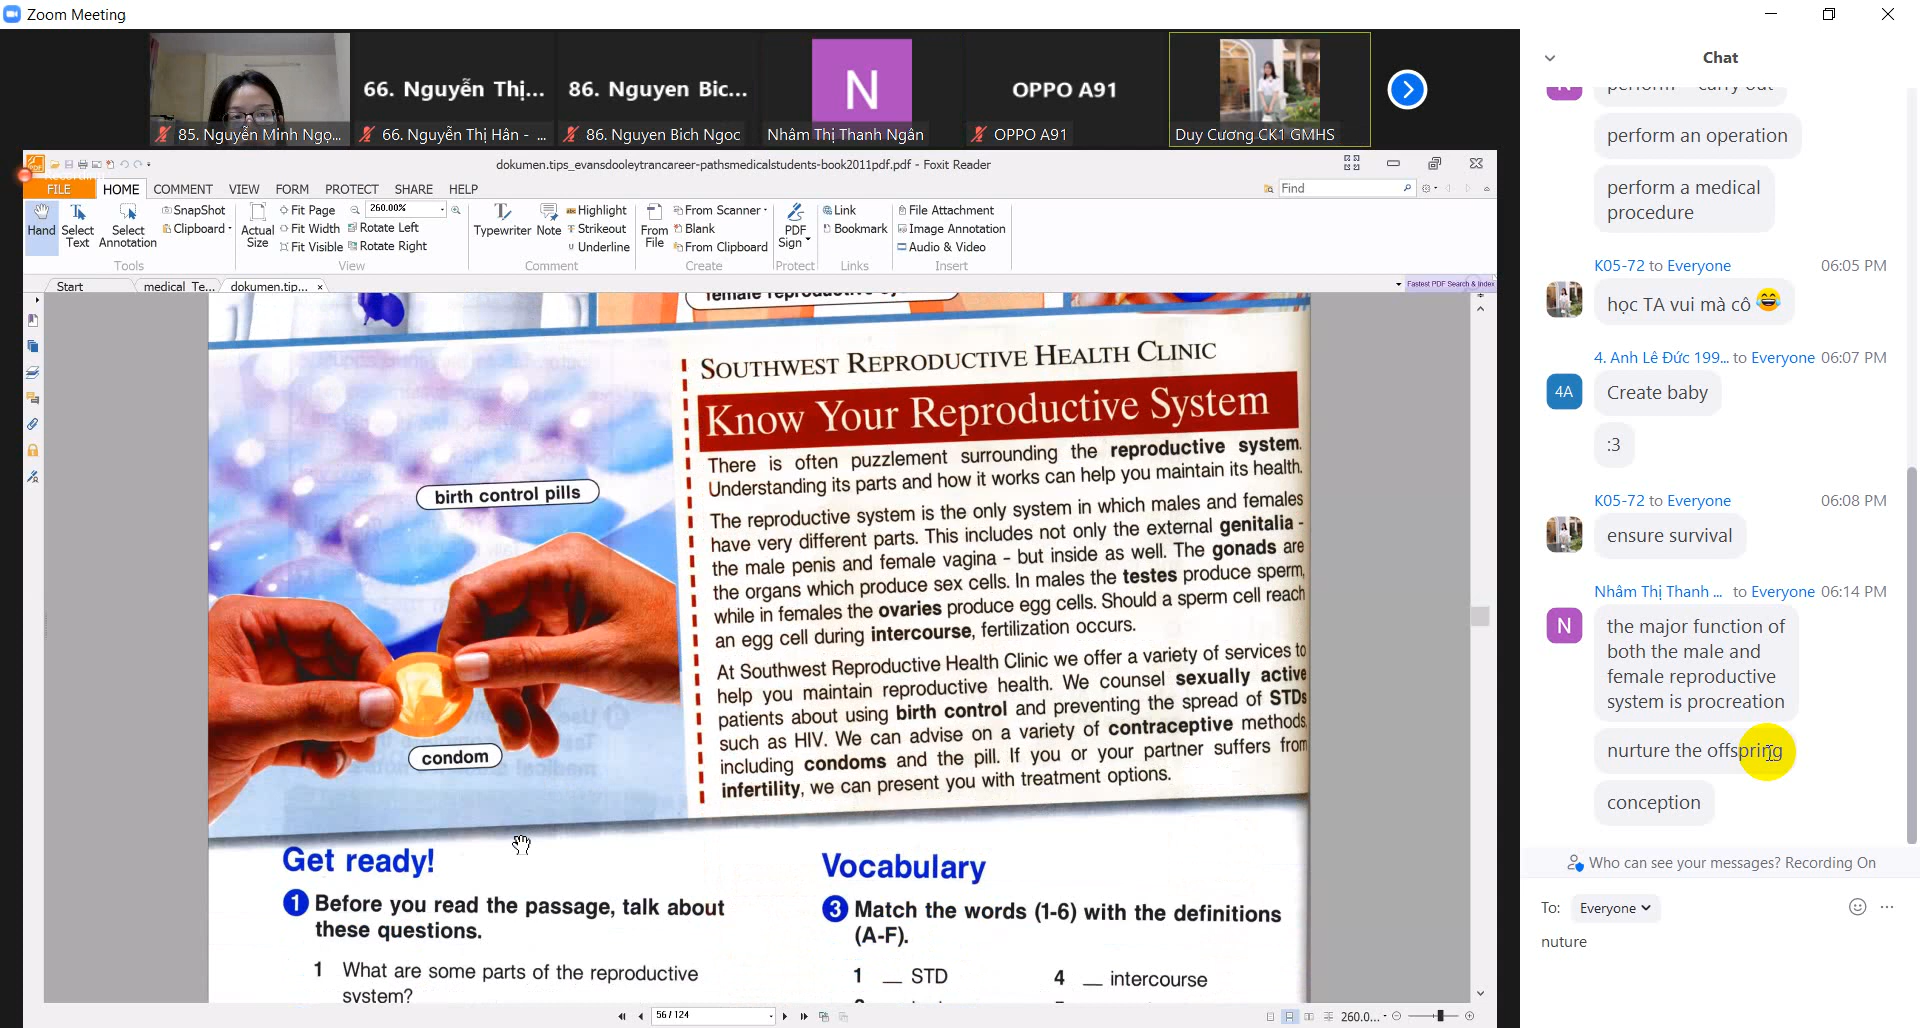 Zoom Meeting
85. Nguyễn Minh Ngọ...
66. Nguyễn Thị...
66. Nguyễn Thị Hân - ...
86. Nguyen Bic...
86. Nguyen Bich Ngoc
N
Nhâm Thị Thanh Ngân
OPPO A91
OPPO A91
Duy Cương CK1 GMHS
dokumen.tips_evansdooleytrancareer-pathsmedicalstudents-book2011pdf.pdf - Foxit Reader
FILE HOME COMMENT VIEW FORM PROTECT SHARE HELP
Find
Hand
Select Text
Select Annotation
SnapShot
Clipboard
Tools
Actual Size
Fit Page
Fit Width
Fit Visible
260.00%
Rotate Left
Rotate Right
View
Typewriter
Note
Highlight
Strikeout
Underline
Comment
From File
From Scanner
Blank
From Clipboard
Create
PDF Sign
Protect
Link
Bookmark
Links
File Attachment
Image Annotation
Audio & Video
Insert
Start
medical Te...
dokumen.tip...
Fastest PDF Search & Index
birth control pills
condom
SOUTHWEST REPRODUCTIVE HEALTH CLINIC
Know Your Reproductive System
There is often puzzlement surrounding the reproductive system.
Understanding its parts and how it works can help you maintain its health.
The reproductive system is the only system in which males and females
have very different parts. This includes not only the external genitalia -
the male penis and female vagina - but inside as well. The gonads are
the organs which produce sex cells. In males the testes produce sperm,
while in females the ovaries produce egg cells. Should a sperm cell reach
an egg cell during intercourse, fertilization occurs.
At Southwest Reproductive Health Clinic we offer a variety of services to
help you maintain reproductive health. We counsel sexually active
patients about using birth control and preventing the spread of STDs
such as HIV. We can advise on a variety of contraceptive methods,
including condoms and the pill. If you or your partner suffers from
infertility, we can present you with treatment options.
Get ready!
1 Before you read the passage, talk about
these questions.
1 What are some parts of the reproductive
system?
Vocabulary
3 Match the words (1-6) with the definitions
(A-F).
1 _ STD
4 _ intercourse
56 / 124
260.0...
Chat
perform an operation
perform a medical
procedure
K05-72 to Everyone 06:05 PM
học TA vui mà cô 😂
4. Anh Lê Đức 199... to Everyone 06:07 PM
4A
Create baby
:3
K05-72 to Everyone 06:08 PM
ensure survival
Nhâm Thị Thanh ... to Everyone 06:14 PM
N
the major function of
both the male and
female reproductive
system is procreation
nurture the offspring
conception
Who can see your messages? Recording On
To: Everyone
nuture